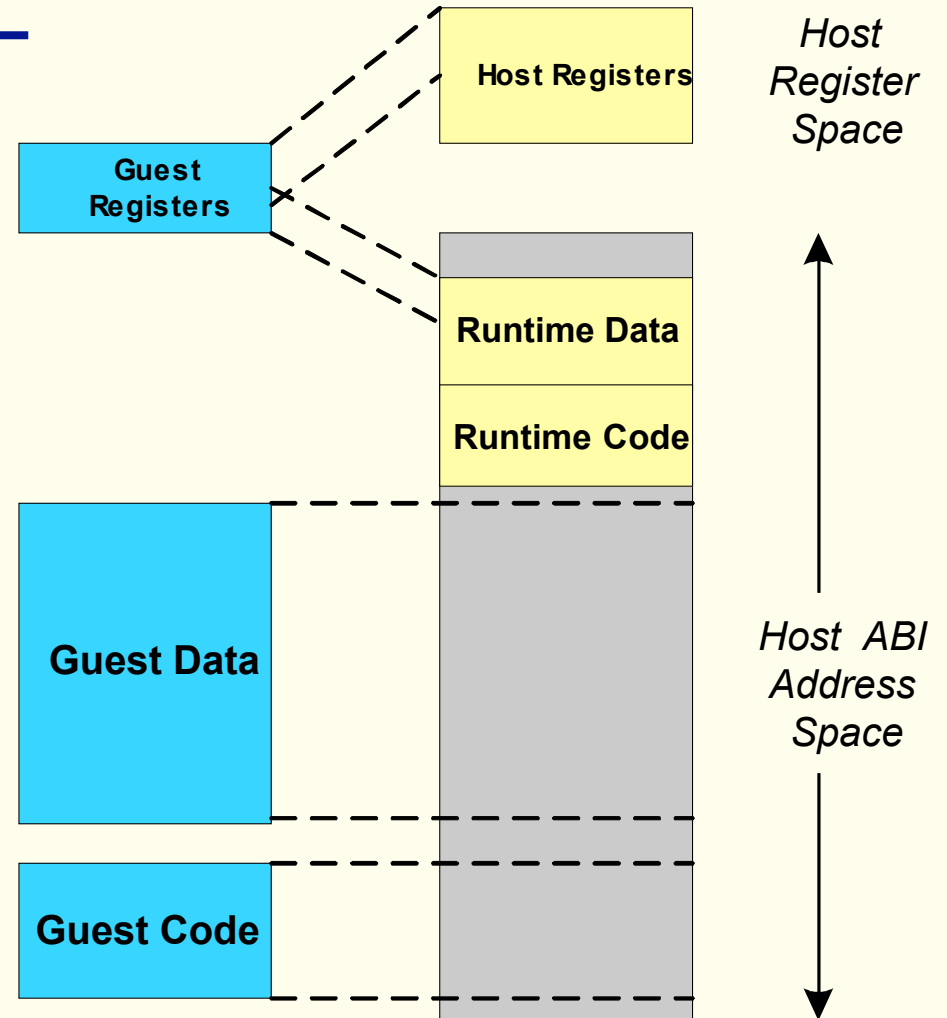 Host Registers
Host
Register
Space
Guest
Registers
Runtime Data
Runtime Code
Guest Data
Host ABI
Address
Space
Guest Code